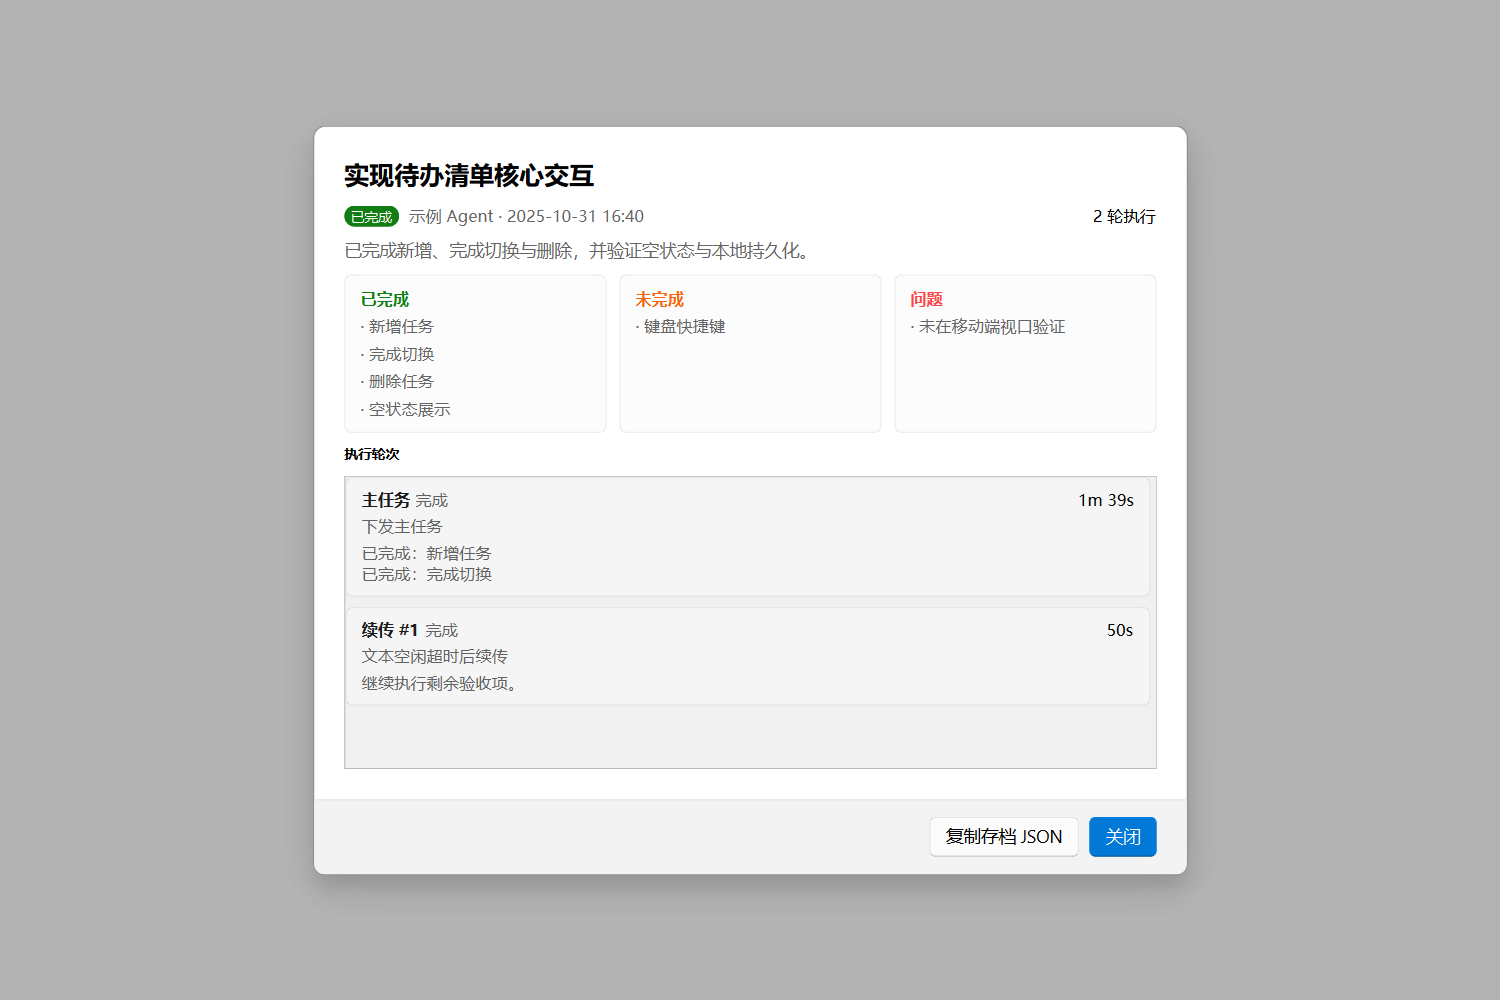 实现待办清单核心交互
已完成 示例 Agent · 2025-10-31 16:40 2 轮执行
已完成新增、完成切换与删除，并验证空状态与本地持久化。
已完成
· 新增任务
· 完成切换
· 删除任务
· 空状态展示
未完成
· 键盘快捷键
问题
· 未在移动端视口验证
执行轮次
主任务 完成 1m 39s
下发主任务
已完成：新增任务
已完成：完成切换
续传 #1 完成 50s
文本空闲超时后续传
继续执行剩余验收项。
复制存档 JSON 关闭